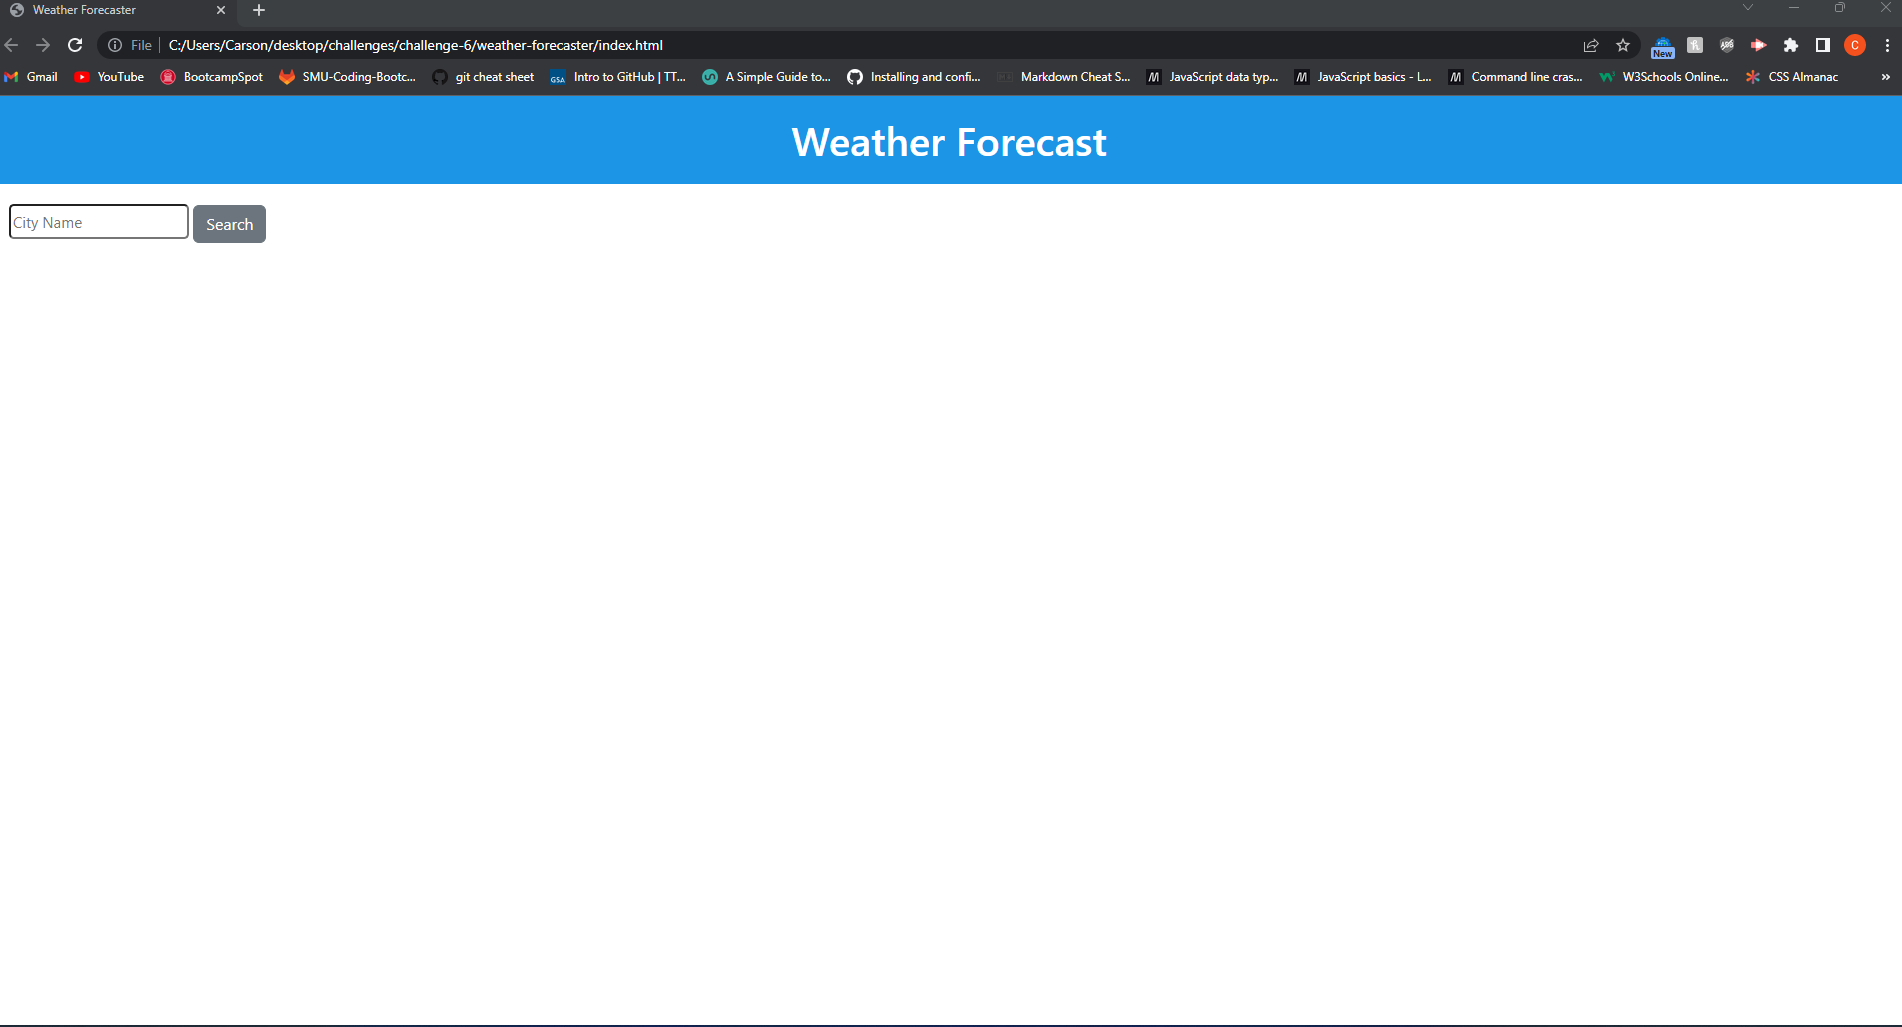 Weather Forecaster
File C:/Users/Carson/desktop/challenges/challenge-6/weather-forecaster/index.html
New ABS C
Gmail YouTube BootcampSpot SMU-Coding-Bootc... git cheat sheet GSA Intro to GitHub | TT... A Simple Guide to... Installing and confi... Markdown Cheat S... JavaScript data typ... JavaScript basics - L... Command line cras... W3Schools Online... CSS Almanac »
Weather Forecast
City Name Search